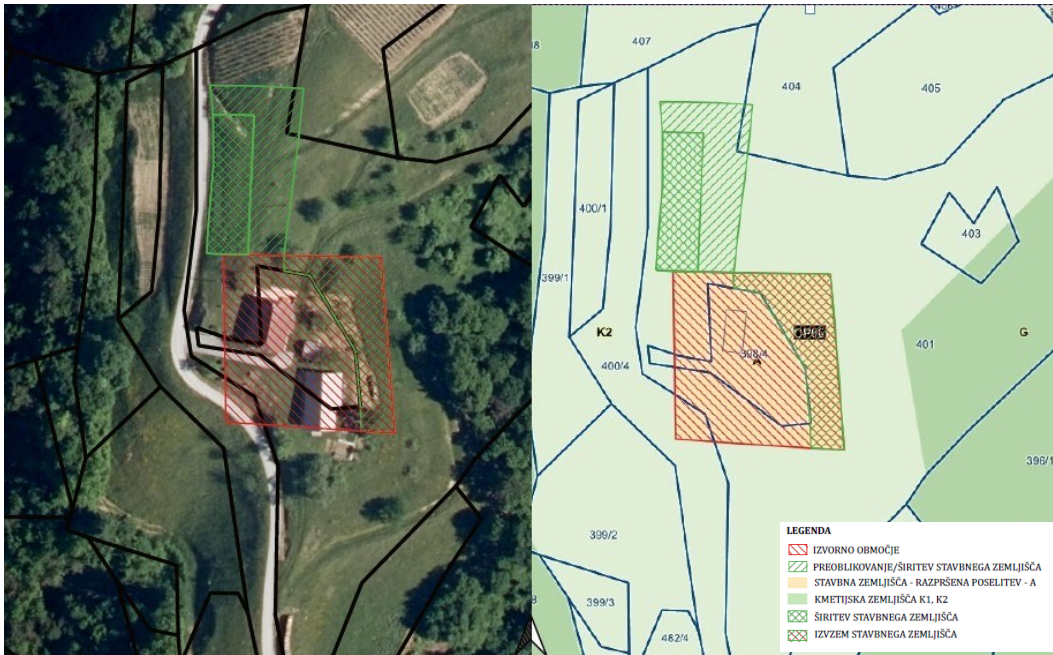 407
404
405
400/1
403
399/1
K2
398/4
401
G
400/4
396/1
399/2
399/3
482/4
LEGENDA
IZVORNO OBMOČJE
PREOBLIKOVANJE/ŠIRITEV STAVBNEGA ZEMLJIŠČA
STAVBNA ZEMLJIŠČA - RAZPRŠENA POSELITEV - A
KMETIJSKA ZEMLJIŠČA K1, K2
ŠIRITEV STAVBNEGA ZEMLJIŠČA
IZVZEM STAVBNEGA ZEMLJIŠČA